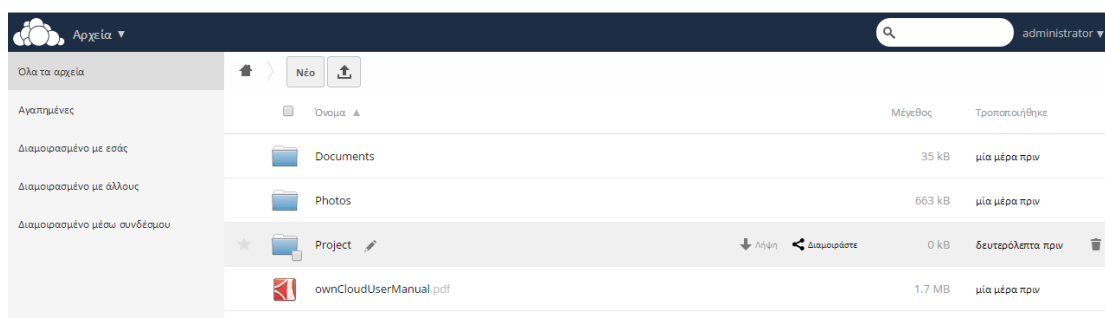 Αρχεία ▼ administrator ▼
Όλα τα αρχεία
Αγαπημένες
Διαμοιρασμένο με εσάς
Διαμοιρασμένο με άλλους
Διαμοιρασμένο μέσω συνδέσμου
Νέο
Όνομα ▲ Μέγεθος Τροποποιήθηκε
Documents 35 kB μία μέρα πριν
Photos 663 kB μία μέρα πριν
Project Λήψη Διαμοιράστε 0 kB δευτερόλεπτα πριν
ownCloudUserManual.pdf 1.7 MB μία μέρα πριν